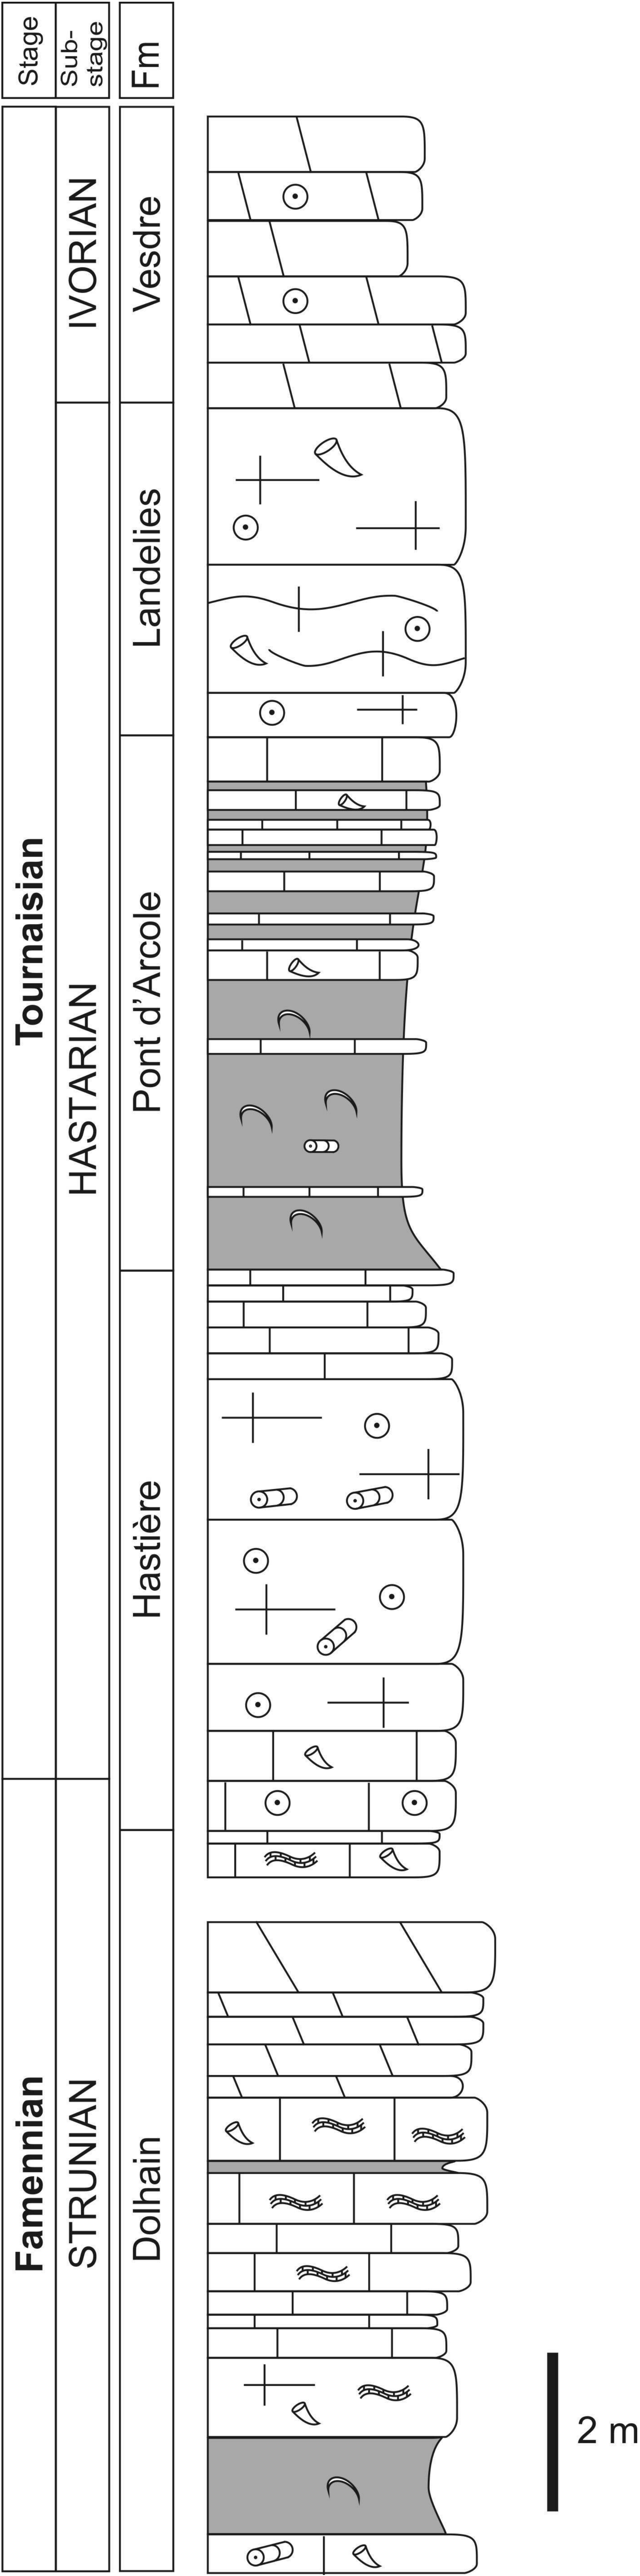 Stage
Sub-
stage
Fm
IVORIAN
Vesdre
Landelies
Tournaisian
HASTARIAN
Pont d'Arcole
Hastière
Famennian
STRUNIAN
Dolhain
2 m